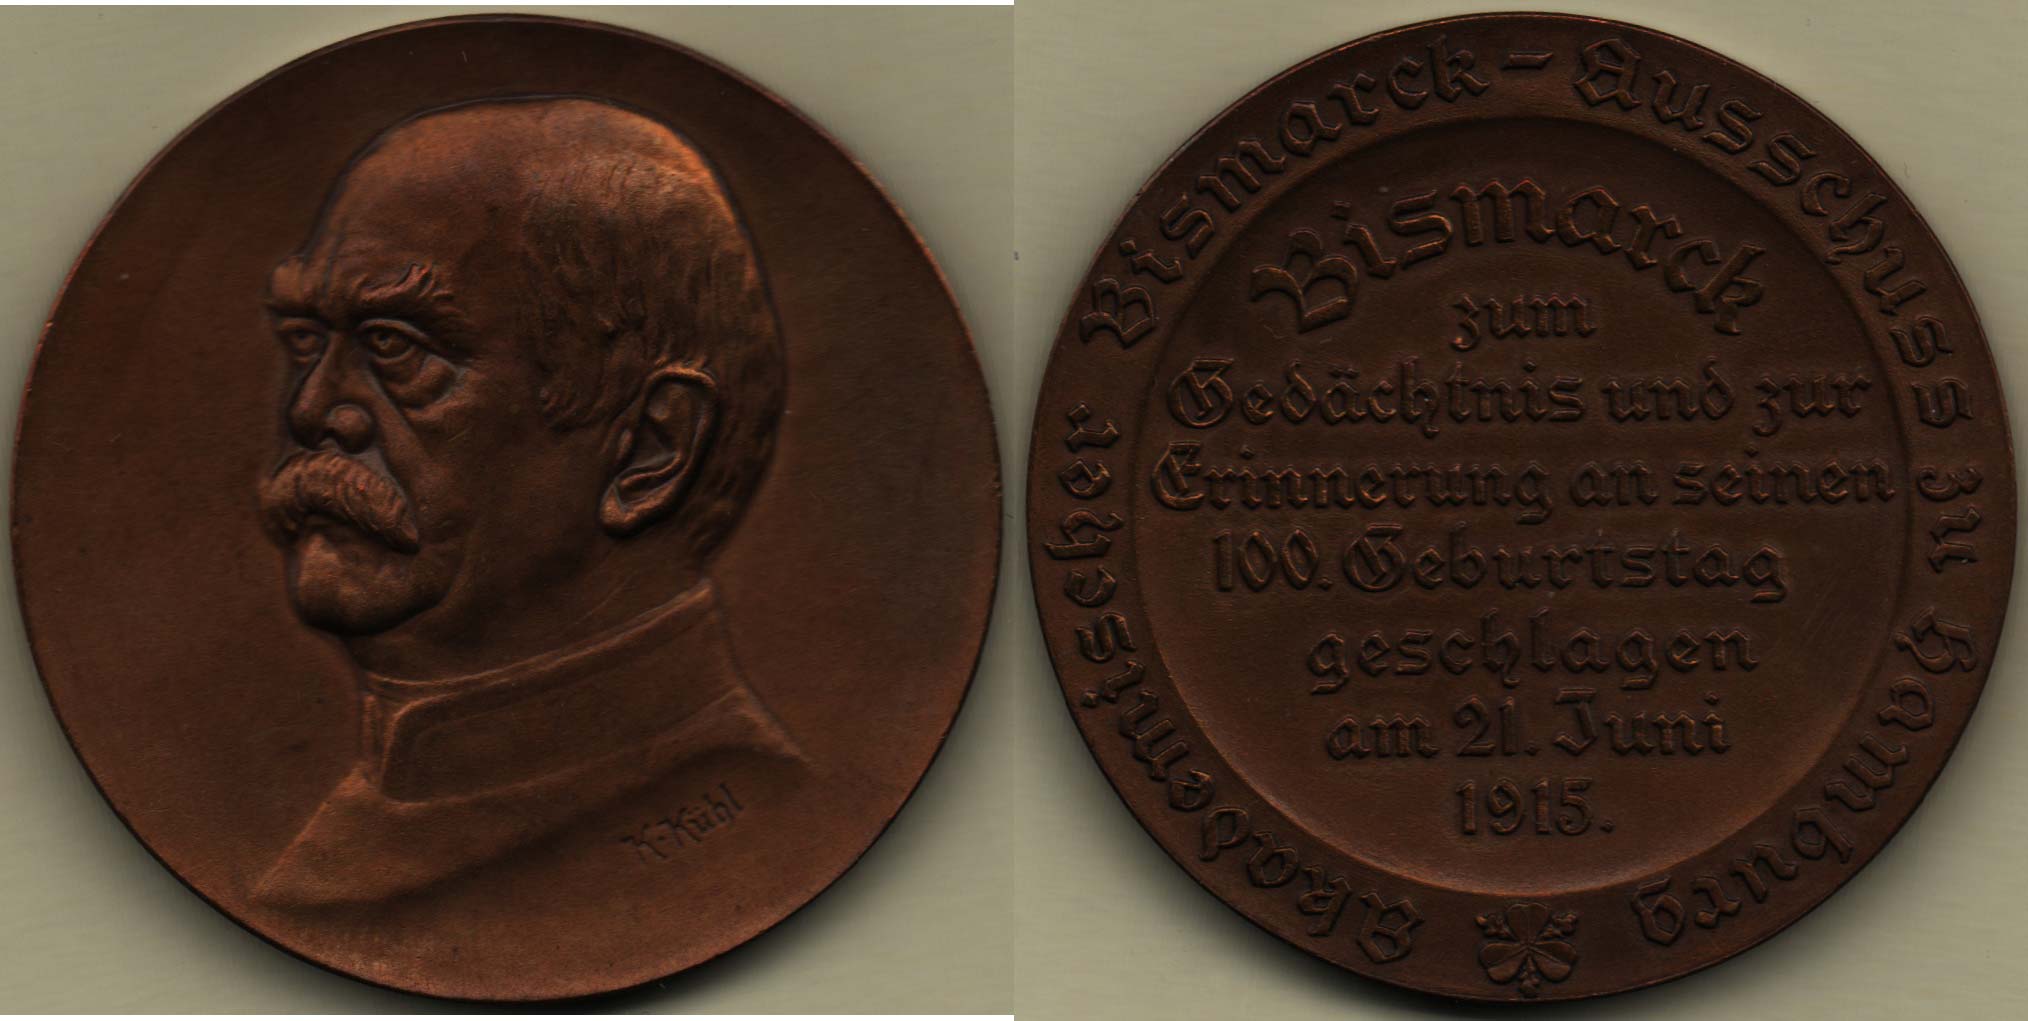 K·Kühl
Akademischer Bismarck-Ausschuss zu Hamburg
Bismarck
zum
Gedächtnis und zur
Erinnerung an seinen
100. Geburtstag
geschlagen
am 21. Juni
1915.